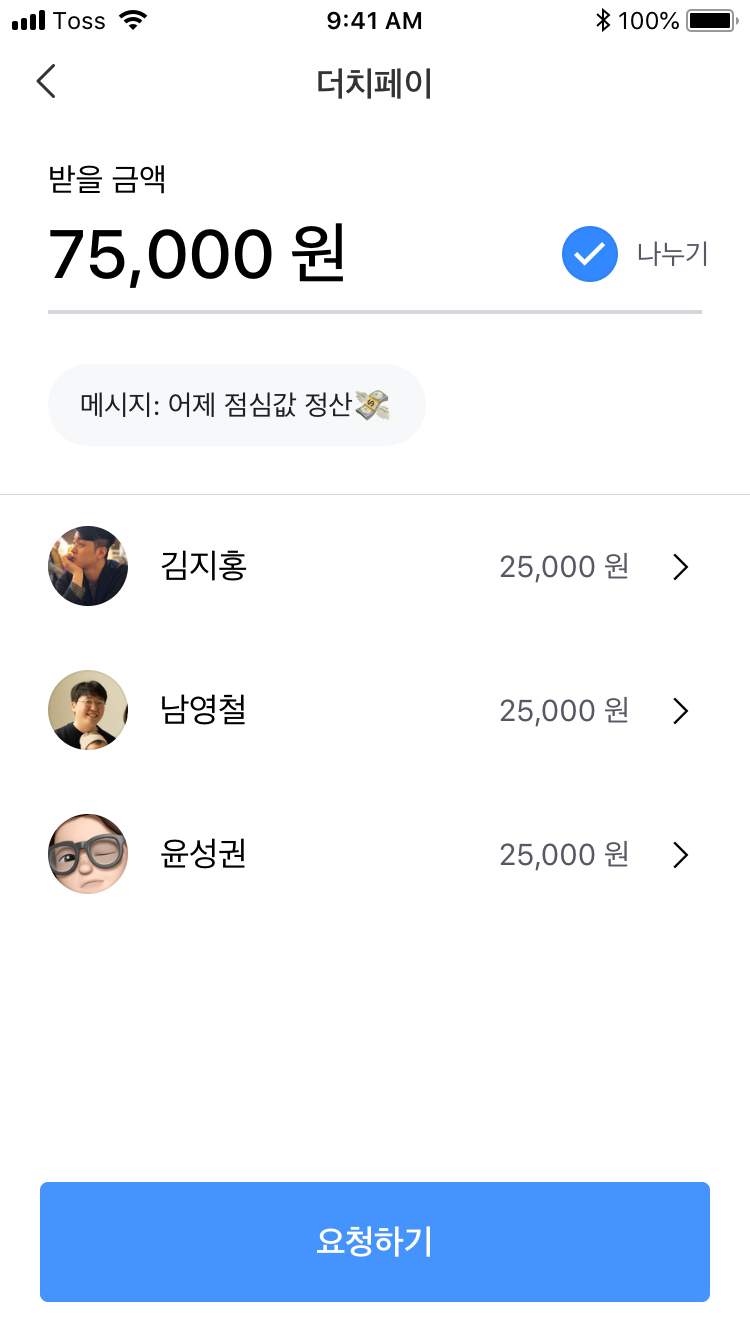 Toss 9:41 AM 100%
더치페이
받을 금액
75,000 원 나누기
메시지: 어제 점심값 정산💸
김지홍 25,000 원
남영철 25,000 원
윤성권 25,000 원
요청하기